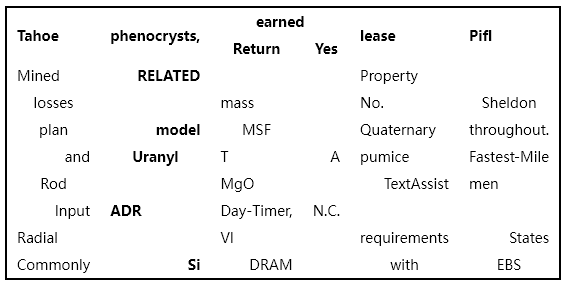 earned
Tahoe phenocrysts, lease Pifl
Return Yes
Mined RELATED Property
losses mass No. Sheldon
plan model MSF Quaternary throughout.
and Uranyl T A pumice Fastest-Mile
Rod MgO TextAssist men
Input ADR Day-Timer, N.C.
Radial VI requirements States
Commonly Si DRAM with EBS